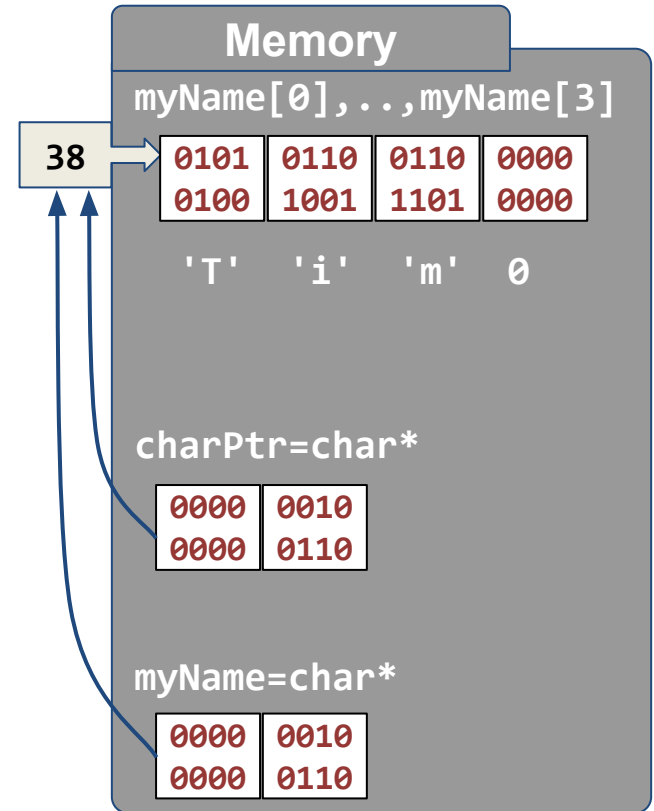 Memory
myName[0],..,myName[3]
38
0101 0110 0110 0000
0100 1001 1101 0000
'T' 'i' 'm' 0
charPtr=char*
0000 0010
0000 0110
myName=char*
0000 0010
0000 0110